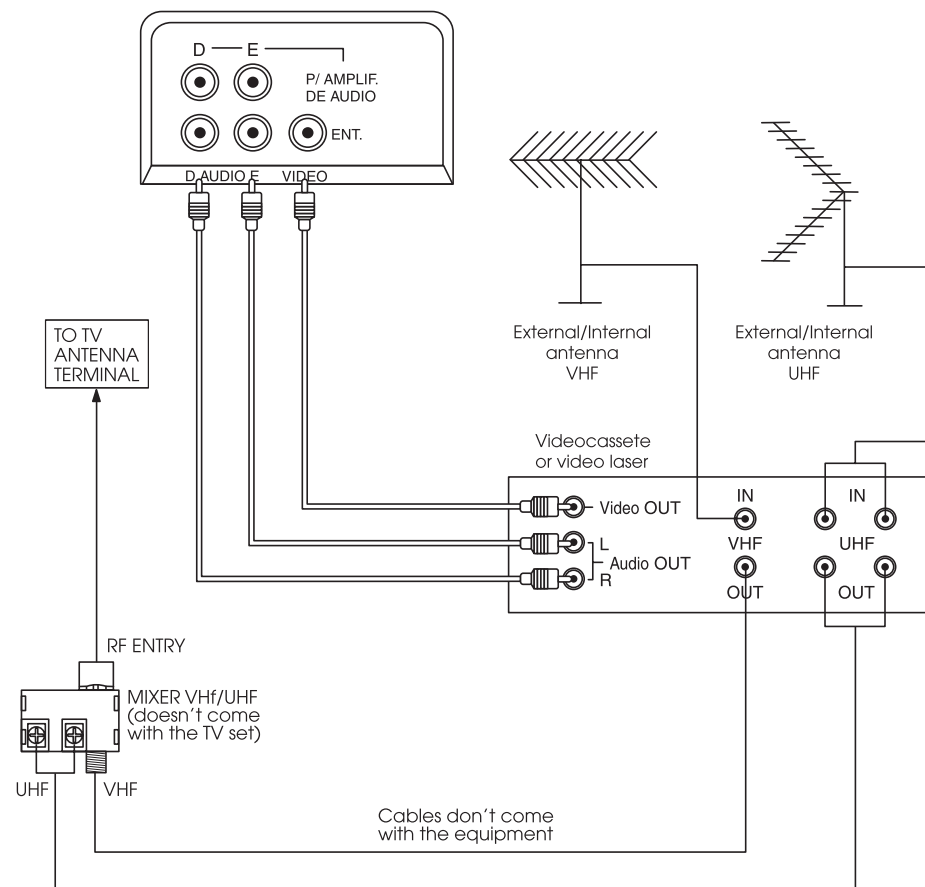 D E
P/ AMPLIF.
DE AUDIO
ENT.
D AUDIO E VIDEO
External/Internal
antenna
VHF
External/Internal
antenna
UHF
TO TV
ANTENNA
TERMINAL
Videocassete
or video laser
Video OUT
L
Audio OUT
R
IN
VHF
OUT
IN
UHF
OUT
RF ENTRY
MIXER VHf/UHF
(doesn't come
with the TV set)
UHF
VHF
Cables don't come
with the equipment